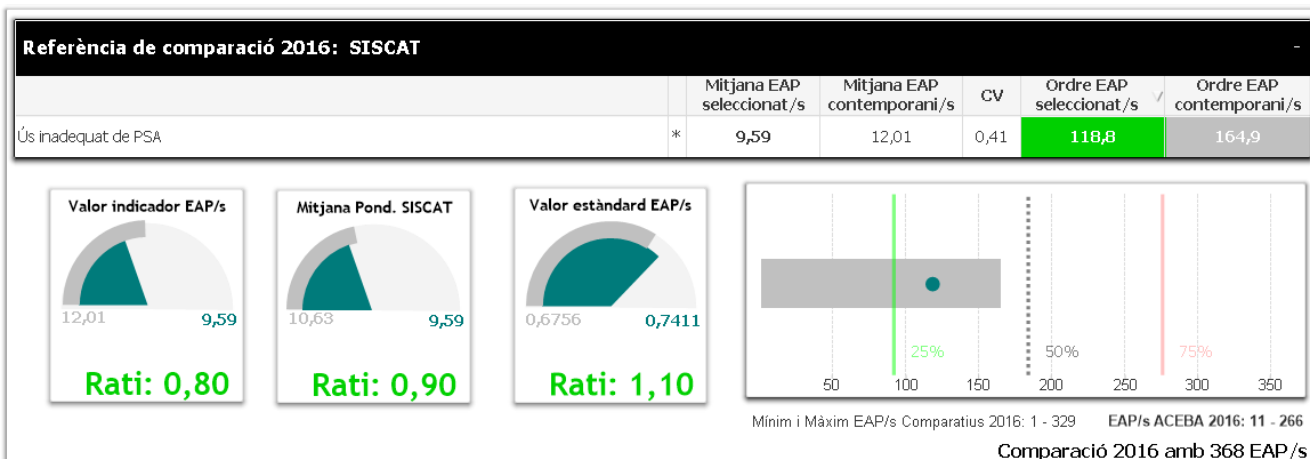 Referència de comparació 2016: SISCAT -
Mitjana EAP seleccionat/s Mitjana EAP contemporani/s CV Ordre EAP seleccionat/s Ordre EAP contemporani/s
Ús inadequat de PSA * 9,59 12,01 0,41 118,8 164,9
Valor indicador EAP/s
12,01 9,59
Rati: 0,80
Mitjana Pond. SISCAT
10,63 9,59
Rati: 0,90
Valor estàndard EAP/s
0,6756 0,7411
Rati: 1,10
25% 50% 75%
50 100 150 200 250 300 350
Mínim i Màxim EAP/s Comparatius 2016: 1 - 329 EAP/s ACEBA 2016: 11 - 266
Comparació 2016 amb 368 EAP/s